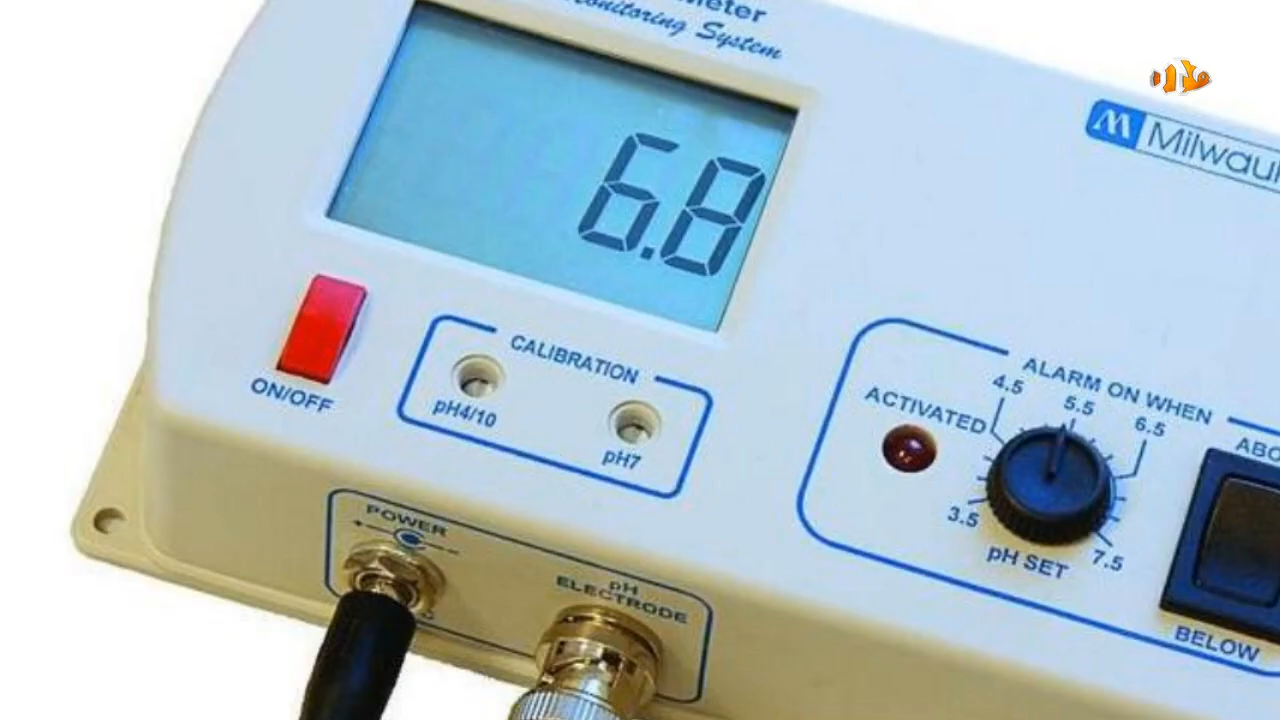 Meter
Monitoring System
Milwau
6.8
CALIBRATION
pH4/10
pH7
ON/OFF
ALARM ON WHEN
4.5
5.5
6.5
ACTIVATED
3.5
7.5
pH SET
ABO
BELOW
POWER
+ -
pH
ELECTRODE